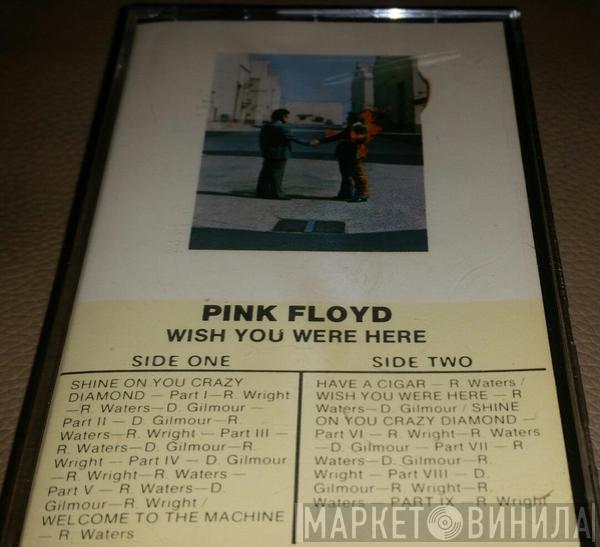 PINK FLOYD
WISH YOU WERE HERE
SIDE ONE
SHINE ON YOU CRAZY
DIAMOND — Part I—R. Wright
—R. Waters—D. Gilmour —
Part II — D. Gilmour—R.
Waters—R. Wright — Part III —
R. Waters—D. Gilmour—R.
Wright — Part IV — D. Gilmour
—R. Wright—R. Waters —
Part V — R. Waters—D.
Gilmour—R. Wright /
WELCOME TO THE MACHINE
— R. Waters
SIDE TWO
HAVE A CIGAR — R. Waters /
WISH YOU WERE HERE — R.
Waters—D. Gilmour / SHINE
ON YOU CRAZY DIAMOND —
Part VI — R. Wright—R. Waters
—D. Gilmour — Part VII — R.
Waters—D. Gilmour—R.
Wright — Part VIII — D.
Gilmour—R. Wright—R.
Waters — PART IX —R. Wright
МАРКЕТ ВИНИЛА